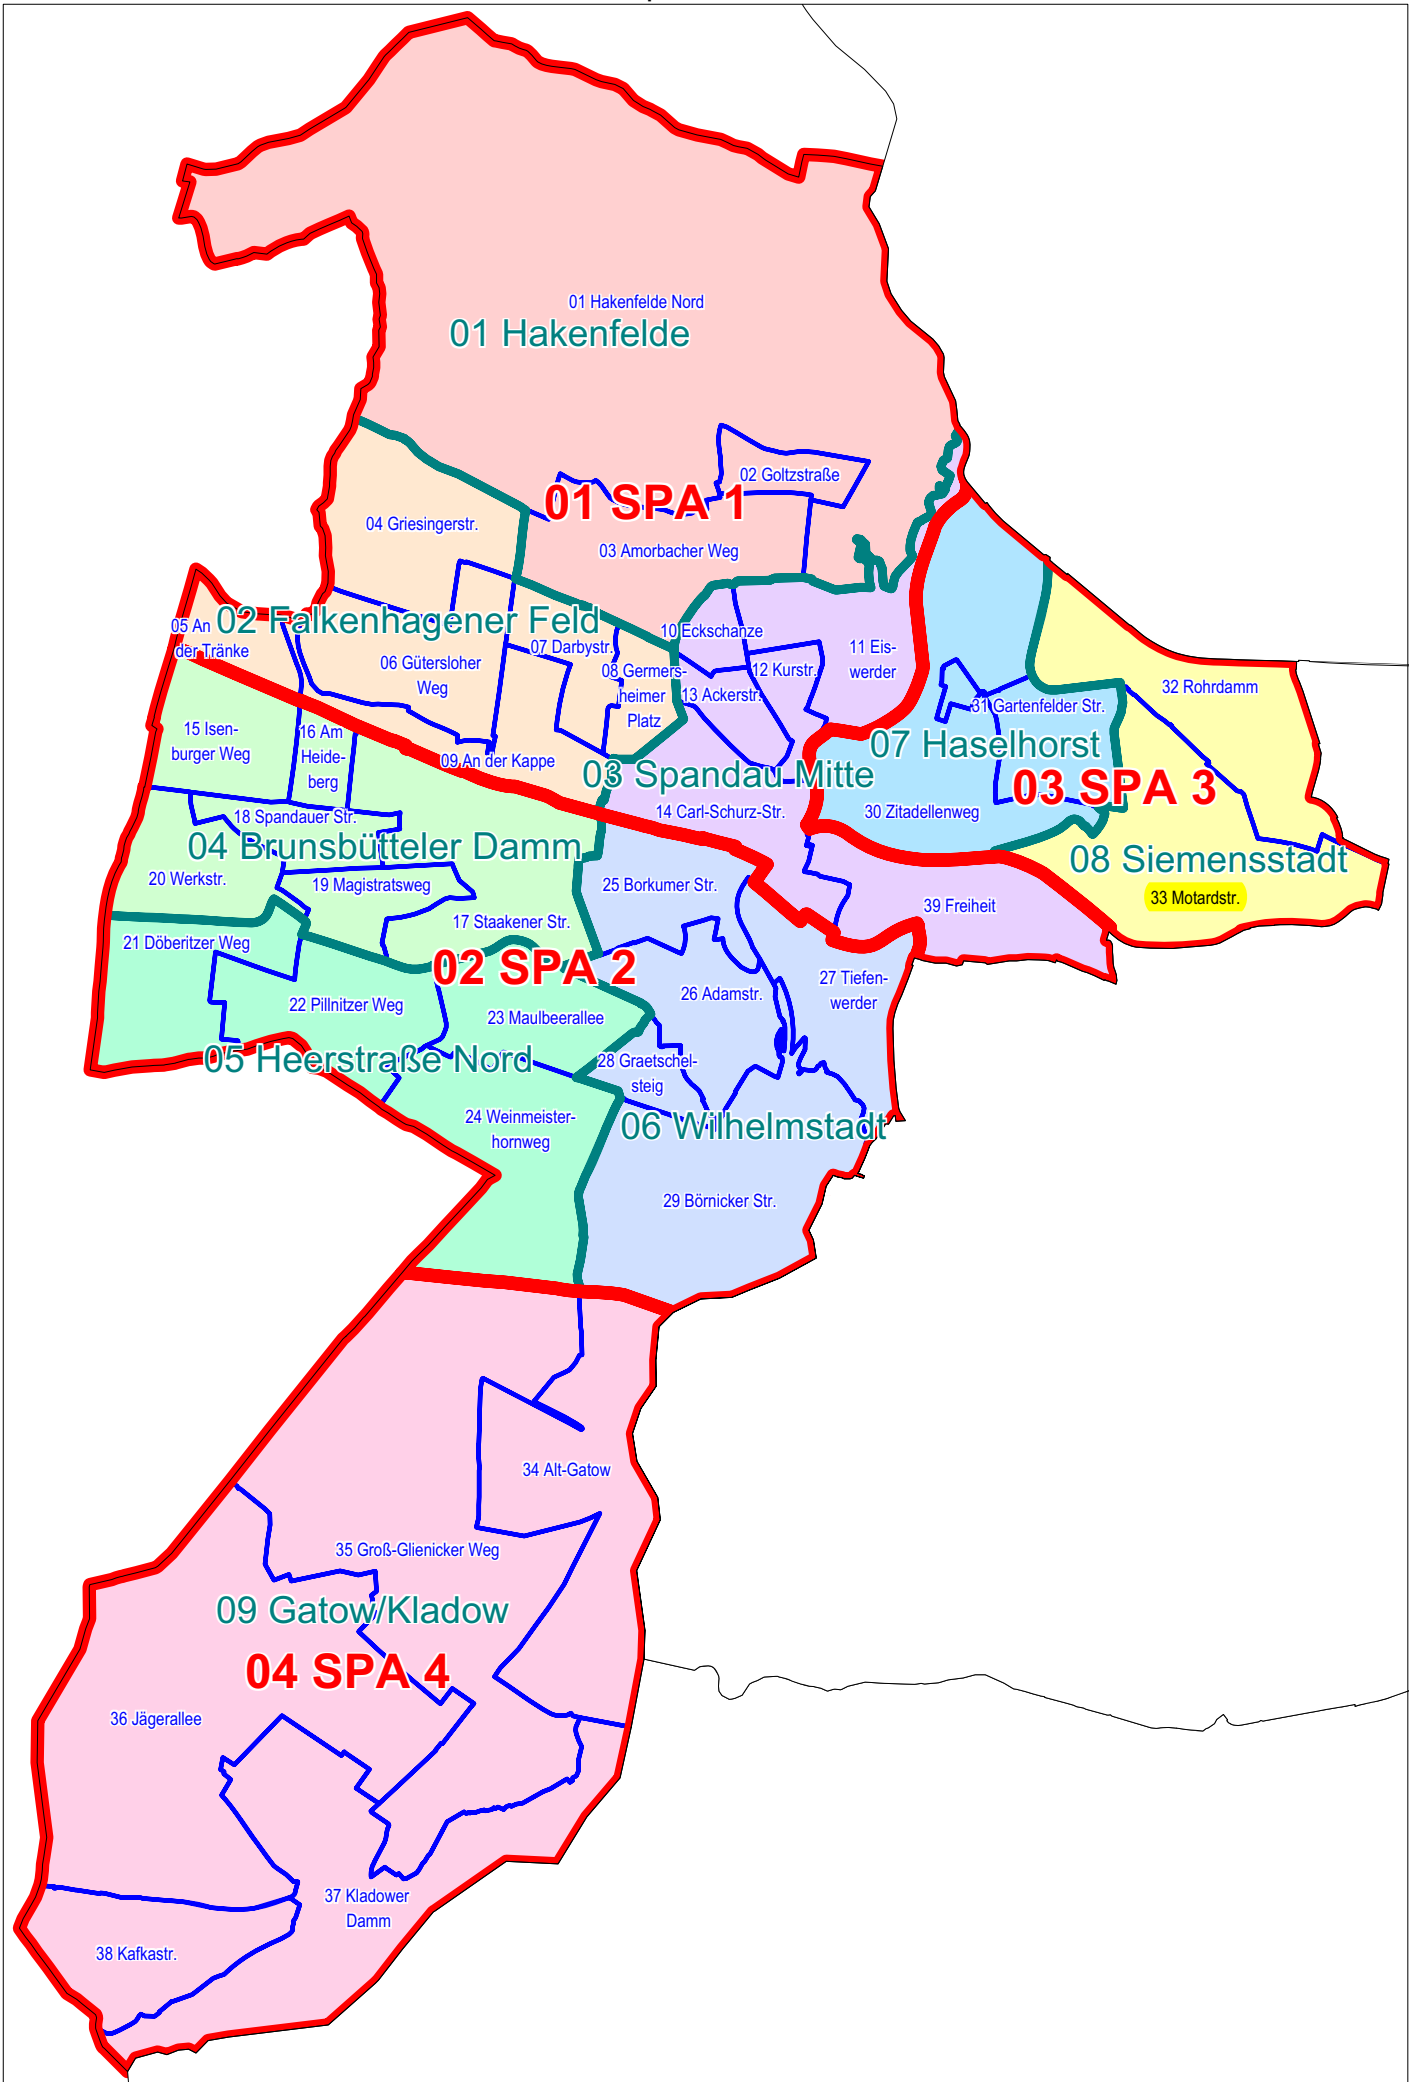 01 Hakenfelde Nord
01 Hakenfelde
02 Goltzstraße
01 SPA 1
04 Griesingerstr.
03 Amorbacher Weg
05 An
der Tränke
02 Falkenhagener Feld
06 Gütersloher
Weg
07 Darbystr.
08 Germers-
heimer
Platz
09 An der Kappe
10 Eckschanze
11 Eis-
werder
12 Kurstr.
13 Ackerstr.
03 Spandau Mitte
14 Carl-Schurz-Str.
32 Rohrdamm
31 Gartenfelder Str.
07 Haselhorst
03 SPA 3
30 Zitadellenweg
08 Siemensstadt
33 Motardstr.
39 Freiheit
15 Isen-
burger Weg
16 Am
Heide-
berg
18 Spandauer Str.
04 Brunsbütteler Damm
20 Werkstr.
19 Magistratsweg
17 Staakener Str.
25 Borkumer Str.
21 Döberitzer Weg
02 SPA 2
22 Pillnitzer Weg
23 Maulbeerallee
26 Adamstr.
27 Tiefen-
werder
05 Heerstraße Nord
28 Graetschel-
steig
24 Weinmeister-
hornweg
06 Wilhelmstadt
29 Börnicker Str.
34 Alt-Gatow
35 Groß-Glienicker Weg
09 Gatow/Kladow
04 SPA 4
36 Jägerallee
37 Kladower
Damm
38 Kafkastr.